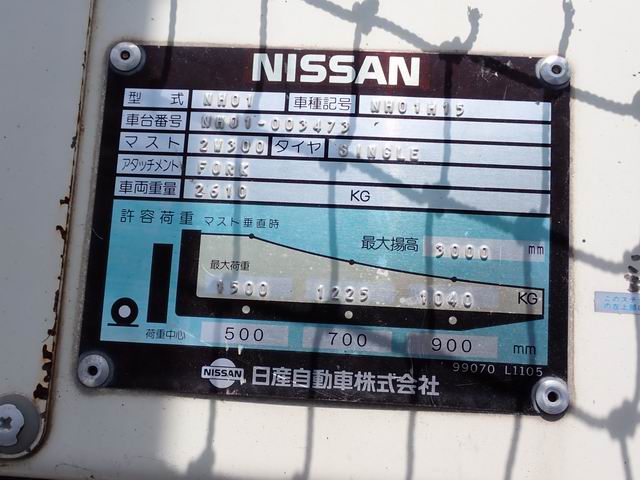 NISSAN
型式 NH01 車種記号 NH01H15
車台番号 NH01-003473
マスト 2W300 タイヤ SINGLE
アタッチメント FORK
車両重量 2610 KG
許容荷重 マスト垂直時
最大揚高 3000 mm
最大荷重
1500 1225 1040 KG
荷重中心 500 700 900 mm
99070 L1105
NISSAN 日産自動車株式会社